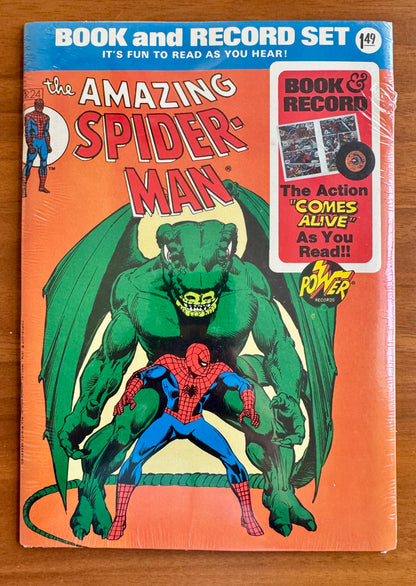 BOOK and RECORD SET
1 49
IT'S FUN TO READ AS YOU HEAR!
the AMAZING
SPIDER-
MAN®
TM
BOOK &
RECORD
The Action
"COMES
ALIVE"
As You
Read!!
POWER
RECORDS